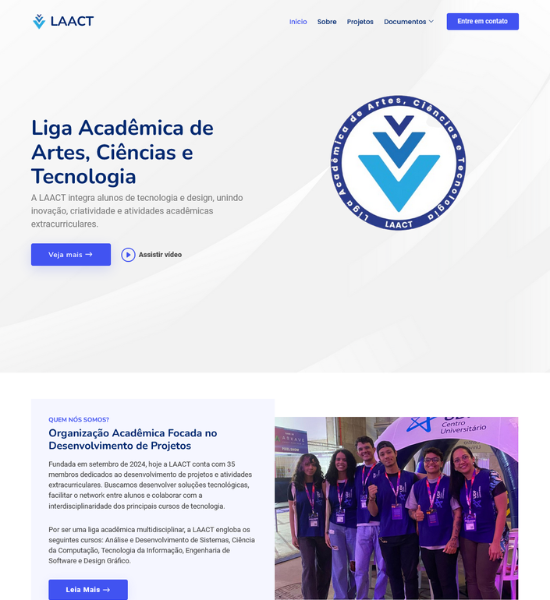 LAACT
Inicio Sobre Projetos Documentos Entre em contato
Liga Acadêmica de
Artes, Ciências e
Tecnologia
A LAACT integra alunos de tecnologia e design, unindo
inovação, criatividade e atividades acadêmicas
extracurriculares.
Veja mais →
Assistir vídeo
Liga Acadêmica de Artes, Ciências e Tecnologia
LAACT
QUEM NÓS SOMOS?
Organização Acadêmica Focada no
Desenvolvimento de Projetos
Fundada em setembro de 2024, hoje a LAACT conta com 35
membros dedicados ao desenvolvimento de projetos e atividades
extracurriculares. Buscamos desenvolver soluções tecnológicas,
facilitar o network entre alunos e colaborar com a
interdisciplinaridade dos principais cursos de tecnologia.
Por ser uma liga acadêmica multidisciplinar, a LAACT engloba os
seguintes cursos: Análise e Desenvolvimento de Sistemas, Ciência
da Computação, Tecnologia da Informação, Engenharia de
Software e Design Gráfico.
Leia Mais →
Centro
Universitário